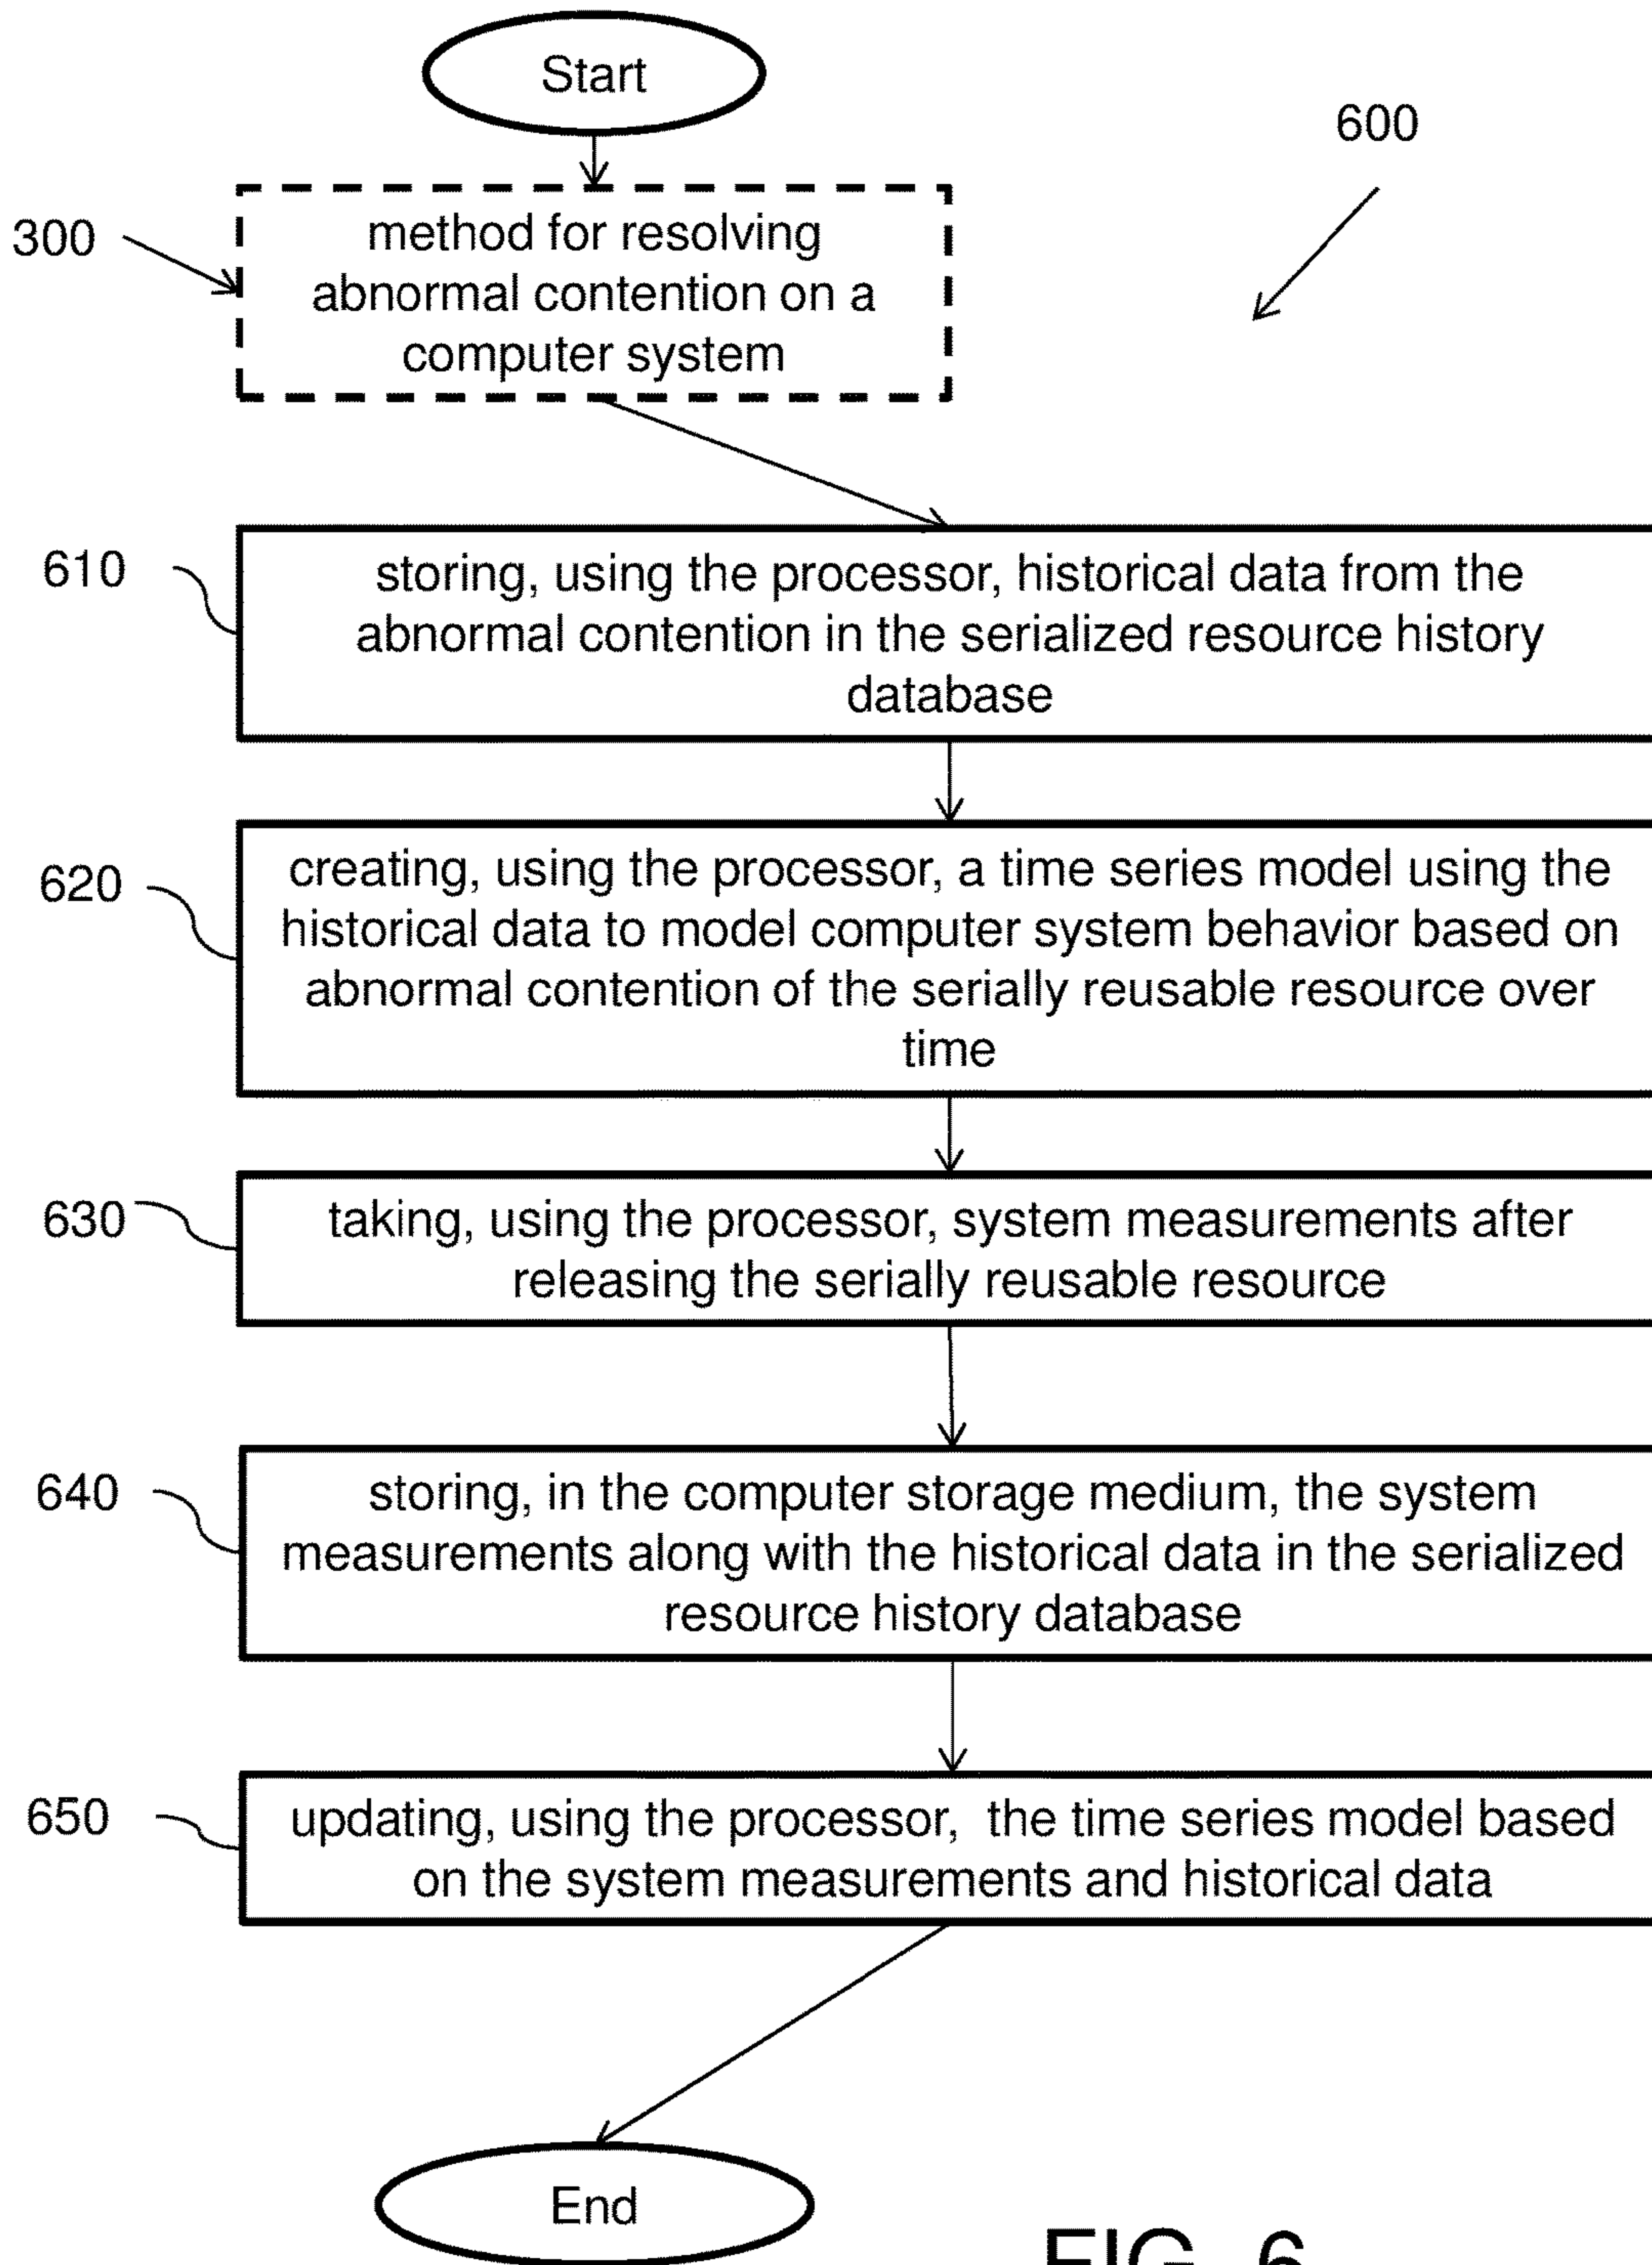 Start
600
300
method for resolving
abnormal contention on a
computer system
610
storing, using the processor, historical data from the
abnormal contention in the serialized resource history
database
620
creating, using the processor, a time series model using the
historical data to model computer system behavior based on
abnormal contention of the serially reusable resource over
time
630
taking, using the processor, system measurements after
releasing the serially reusable resource
640
storing, in the computer storage medium, the system
measurements along with the historical data in the serialized
resource history database
650
updating, using the processor, the time series model based
on the system measurements and historical data
End
FIG. 6